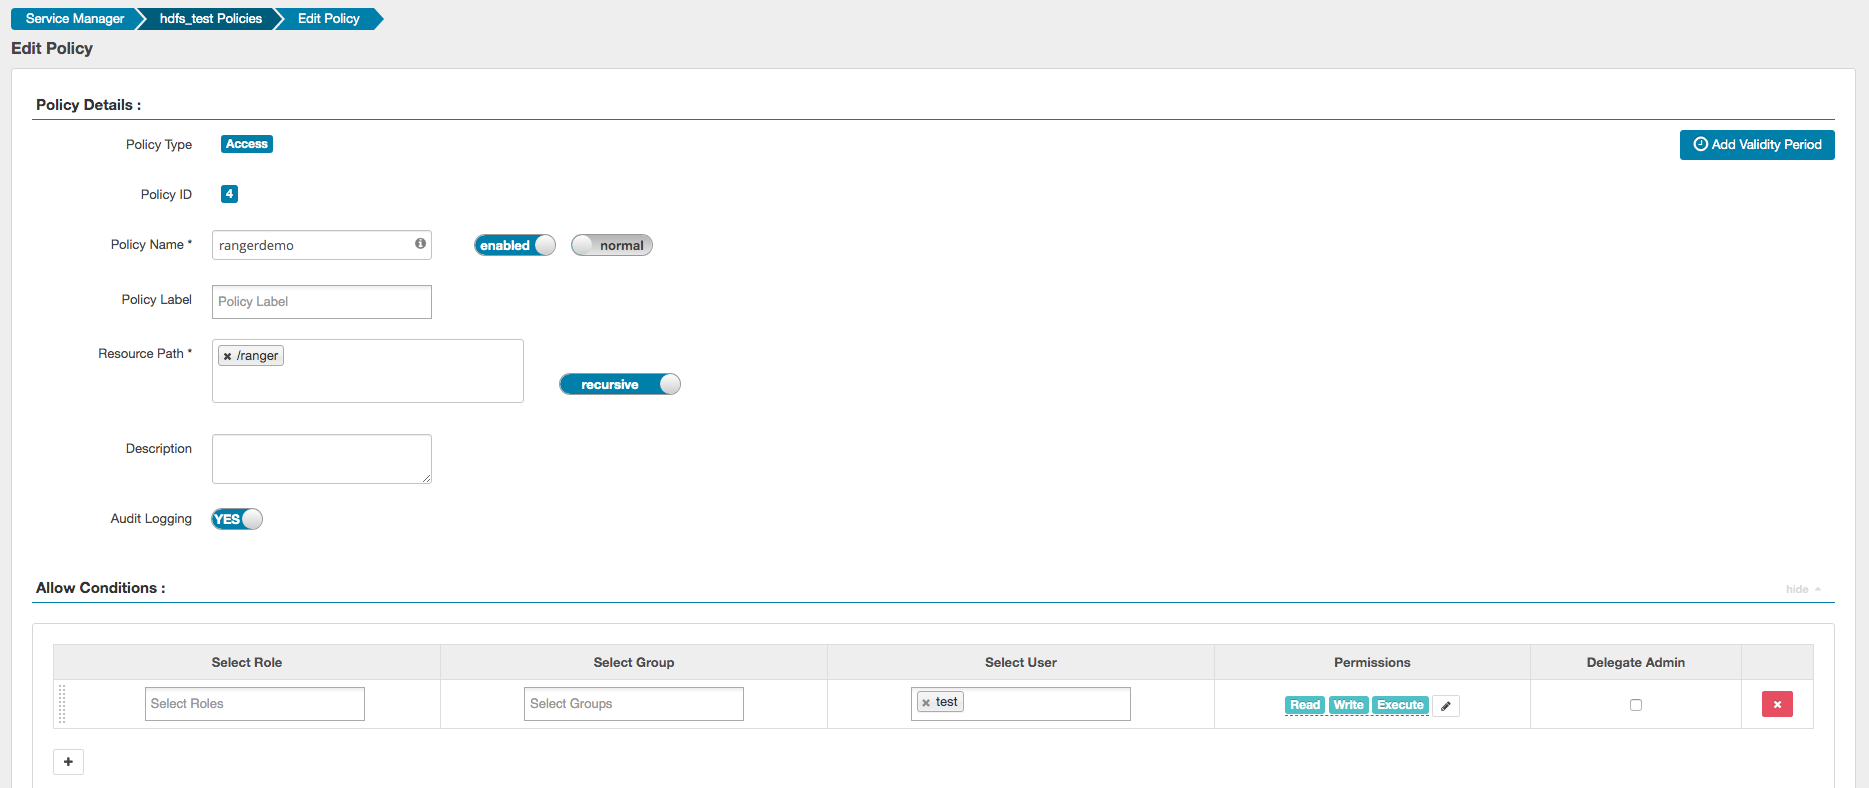 Service Manager hdfs_test Policies Edit Policy
Edit Policy
Policy Details :
Policy Type Access
Add Validity Period
Policy ID 4
Policy Name * rangerdemo enabled normal
Policy Label Policy Label
Resource Path * × /ranger
recursive
Description
Audit Logging YES
Allow Conditions :
hide
Select Role Select Group Select User Permissions Delegate Admin
Select Roles Select Groups × test Read Write Execute ×
+